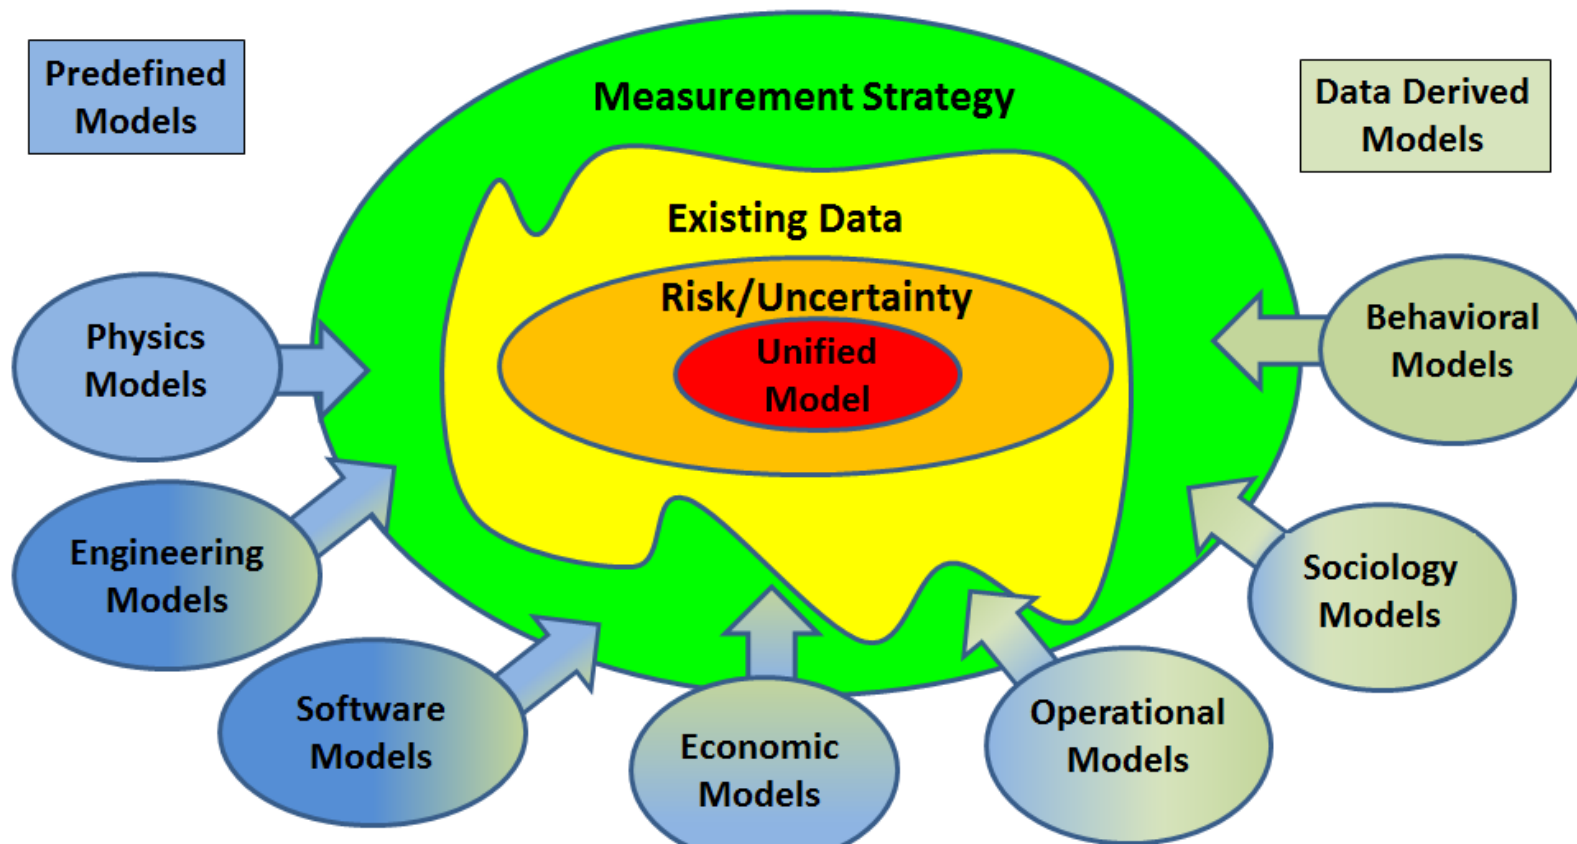 Predefined
Models
Measurement Strategy
Data Derived
Models
Existing Data
Risk/Uncertainty
Unified
Model
Physics
Models
Behavioral
Models
Engineering
Models
Sociology
Models
Software
Models
Economic
Models
Operational
Models